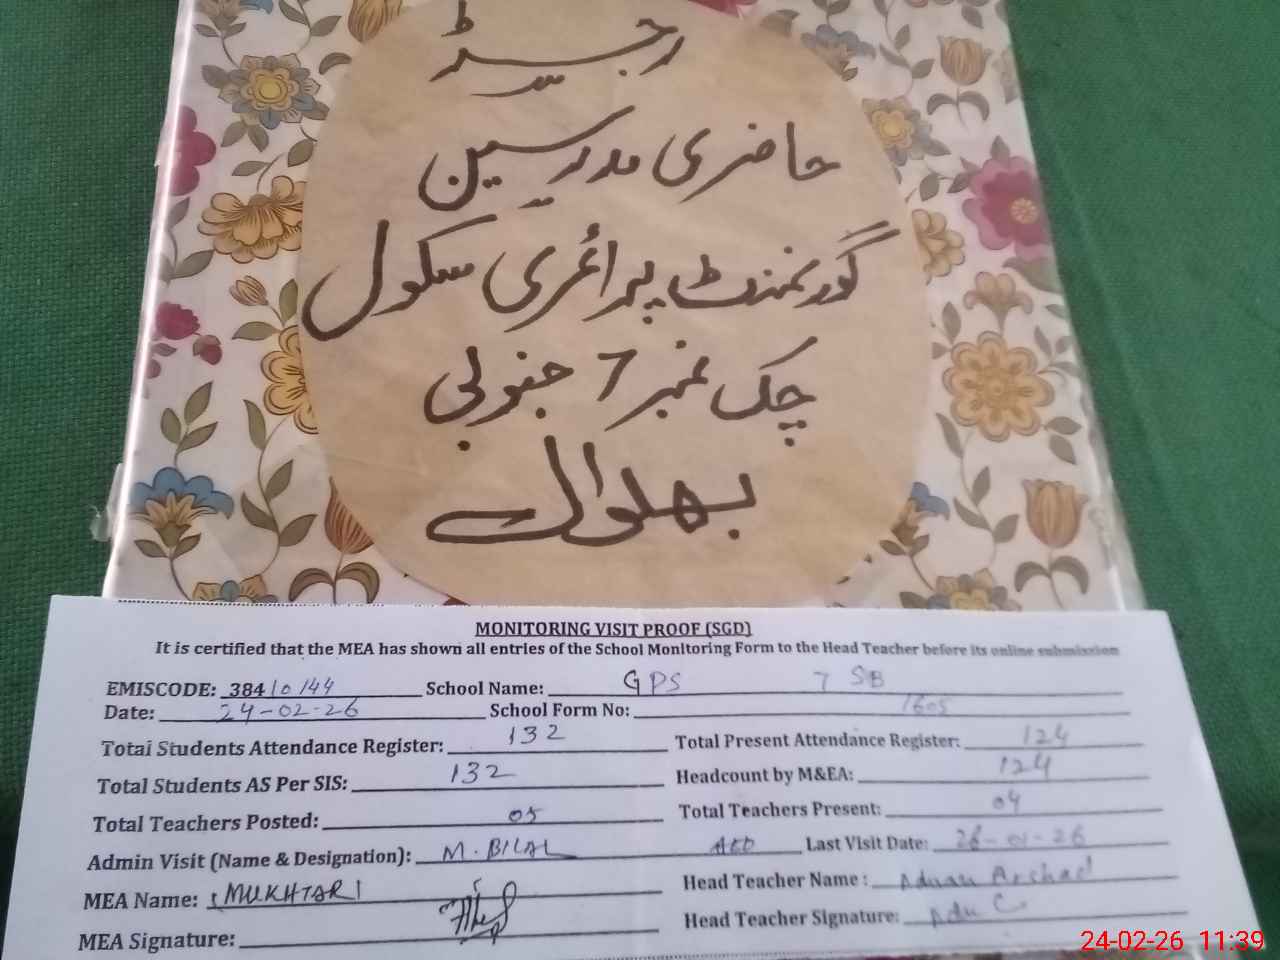 رجسٹر
حاضری مدرسین
گورنمنٹ پرائمری سکول
چک نمبر 7 جنوبی
بھلوال
MONITORING VISIT PROOF (SGD)
It is certified that the MEA has shown all entries of the School Monitoring Form to the Head Teacher before its online submission
EMISCODE: 38410144 School Name: GPS 7 SB
Date: 24-02-26 School Form No: 1605
Total Students Attendance Register: 132 Total Present Attendance Register: 124
Total Students AS Per SIS: 132 Headcount by M&EA: 124
Total Teachers Posted: 05 Total Teachers Present: 04
Admin Visit (Name & Designation): M. BILAL AEO Last Visit Date: 26-01-26
MEA Name: MUKHTAR Head Teacher Name: Adnan Arshad
MEA Signature: Head Teacher Signature:
24-02-26 11:39